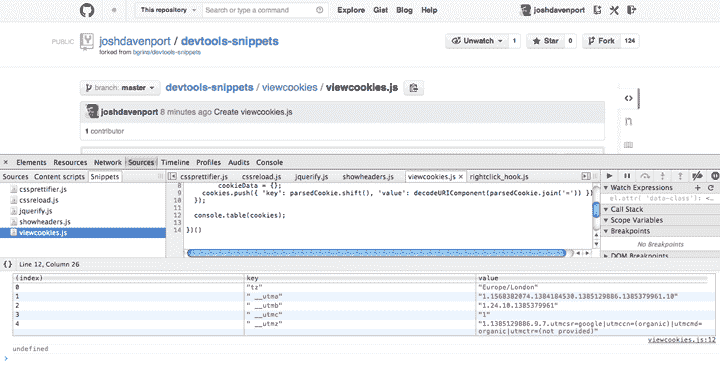 This repository Search or type a command Explore Gist Blog Help joshdavenport
PUBLIC joshdavenport / devtools-snippets
forked from bgrins/devtools-snippets
Unwatch 1 Star 0 Fork 124
branch: master devtools-snippets / viewcookies / viewcookies.js
joshdavenport 8 minutes ago Create viewcookies.js
1 contributor
Elements Resources Network Sources Timeline Profiles Audits Console
Sources Content scripts Snippets cssprettifier.js cssreload.js jquerify.js showheaders.js viewcookies.js × rightclick_hook.js
cssprettifier.js
cssreload.js
jquerify.js
showheaders.js
viewcookies.js
8 cookieData = {};
9 cookies.push({ 'key': parsedCookie.shift(), 'value': decodeURIComponent(parsedCookie.join('=')) })
10 });
11
12 console.table(cookies);
13
14 })()
Watch Expressions + C
el.attr( 'data-class'):
Call Stack
Scope Variables
Breakpoints
No Breakpoints
DOM Breakpoints
{} Line 12, Column 26
(index) key value
0 "tz" "Europe/London"
1 " __utma" "1.1568382074.1384184530.1385129886.1385379961.10"
2 " __utmb" "1.24.10.1385379961"
3 " __utmc" "1"
4 " __utmz" "1.1385129886.9.7.utmcsr=google|utmccn=(organic)|utmcmd=
organic|utmctr=(not provided)"
viewcookies.js:12
undefined
>